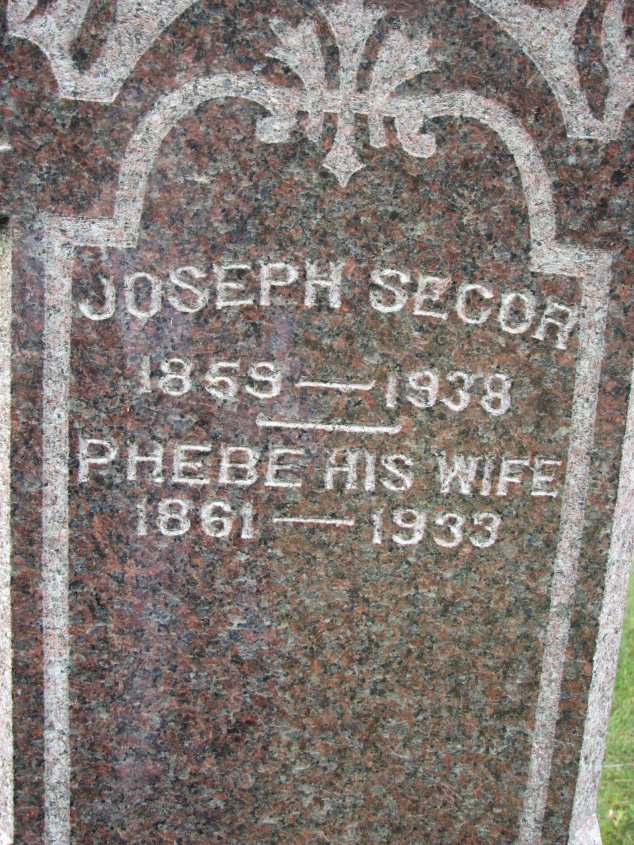 JOSEPH SECOR
1859 — 1938
PHEBE HIS WIFE
1861 — 1933